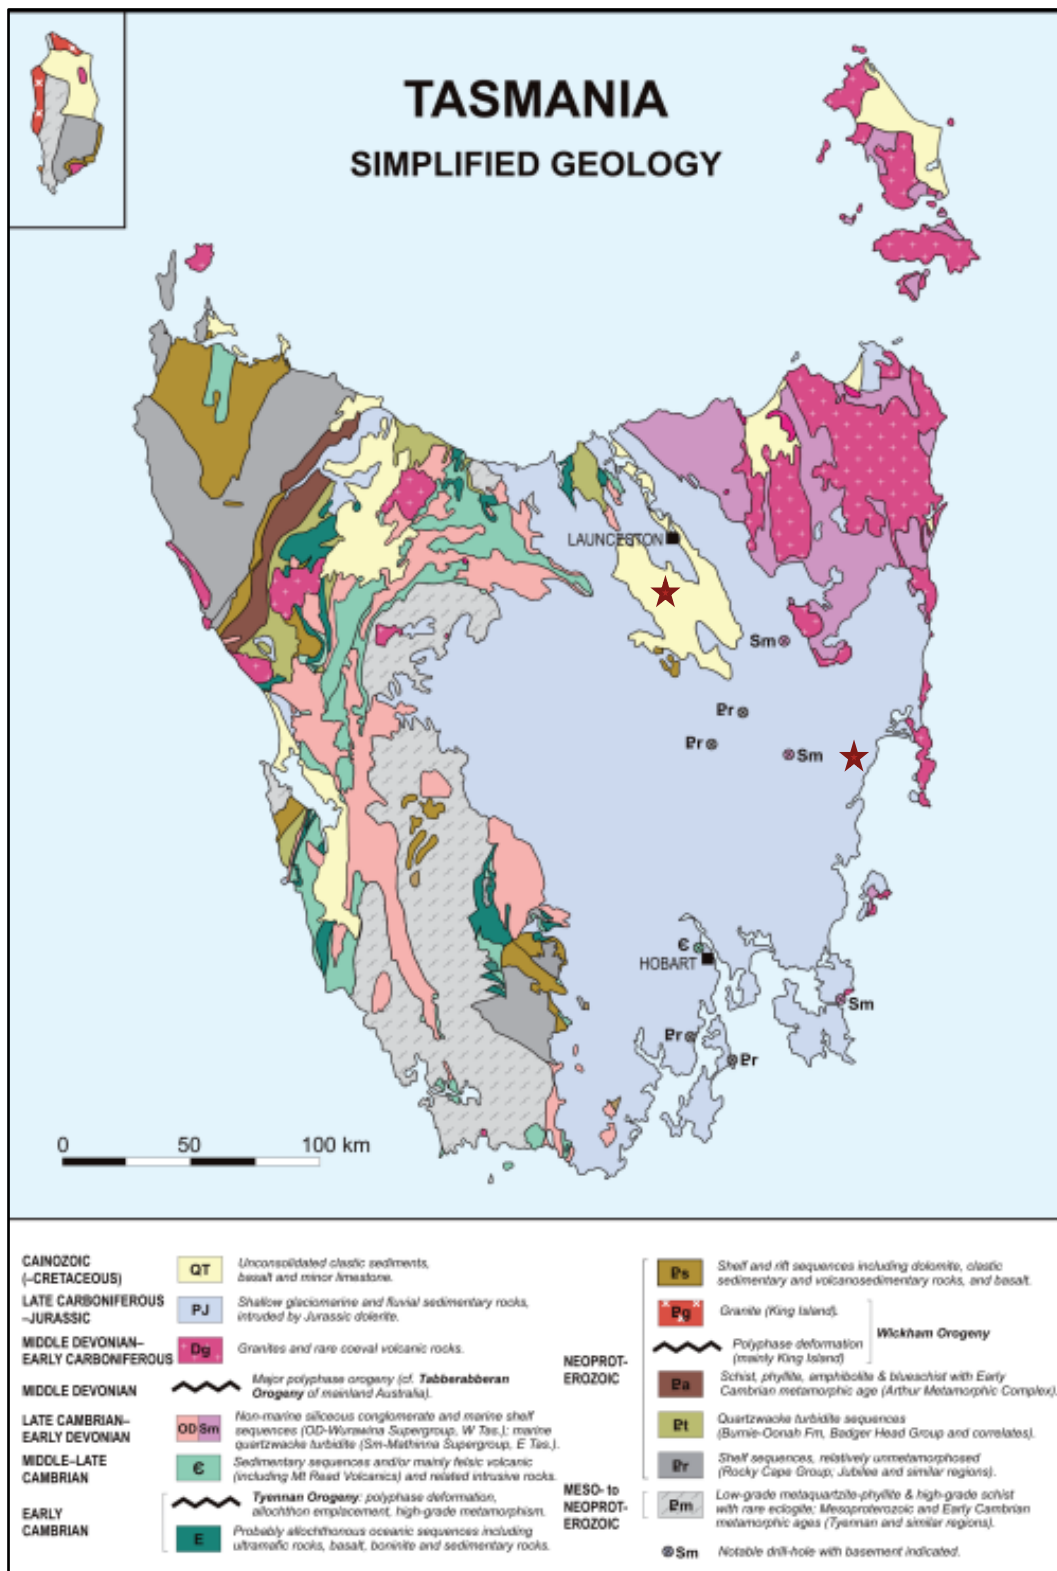 TASMANIA
SIMPLIFIED GEOLOGY
LAUNCESTON
Sm
Ꞓr
Ꞓr
Sm
Є
HOBART
Sm
0 50 100 km
CAINOZOIC
(–CRETACEOUS)
QT
Unconsolidated clastic sediments,
basalt and minor limestone.
LATE CARBONIFEROUS
–JURASSIC
PJ
Shallow glaciomarine and fluvial sedimentary rocks,
intruded by Jurassic dolerite.
MIDDLE DEVONIAN–
EARLY CARBONIFEROUS
Dg
Granites and rare coeval volcanic rocks.
MIDDLE DEVONIAN
Major polyphase orogeny (cf. Tabberabberan
Orogeny of mainland Australia).
LATE CAMBRIAN–
EARLY DEVONIAN
OD Sm
Non-marine siliceous conglomerate and marine shelf
sequences (OD-Wurawina Supergroup, W Tas.); marine
quartzwacke turbidite (Sm-Mathinna Supergroup, E Tas.).
MIDDLE–LATE
CAMBRIAN
Є
Sedimentary sequences and/or mainly felsic volcanic
(including Mt Read Volcanics) and related intrusive rocks.
EARLY
CAMBRIAN
Tyennan Orogeny: polyphase deformation,
allochthon emplacement, high-grade metamorphism.
E
Probably allochthonous oceanic sequences including
ultramafic rocks, basalt, boninite and sedimentary rocks.
NEOPROT-
EROZOIC
Shelf and rift sequences including dolomite, clastic
sedimentary and volcanosedimentary rocks, and basalt.
Granite (King Island).
Polyphase deformation
(mainly King Island)
Wickham Orogeny
Schist, phyllite, amphibolite & blueschist with Early
Cambrian metamorphic age (Arthur Metamorphic Complex).
Quartzwacke turbidite sequences
(Burnie-Oonah Fm, Badger Head Group and correlates).
Shelf sequences, relatively unmetamorphosed
(Rocky Cape Group; Jubilee and similar regions).
MESO- to
NEOPROT-
EROZOIC
Low-grade metaquartzite-phyllite & high-grade schist
with rare eclogite; Mesoproterozoic and Early Cambrian
metamorphic ages (Tyennan and similar regions).
Sm
Notable drill-hole with basement indicated.